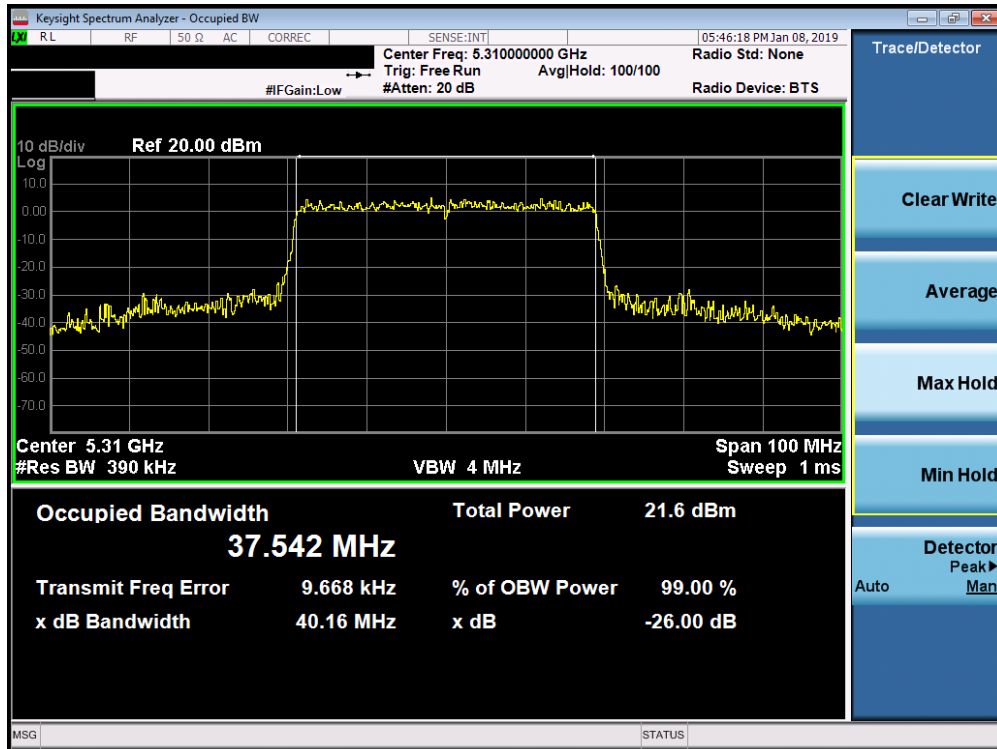 Keysight Spectrum Analyzer - Occupied BW
LXI RL RF 50 Ω AC CORREC SENSE:INT 05:46:18 PM Jan 08, 2019
Center Freq: 5.310000000 GHz Radio Std: None
Trig: Free Run Avg|Hold: 100/100
#IFGain:Low #Atten: 20 dB Radio Device: BTS
10 dB/div Ref 20.00 dBm
Log
10.0
0.00
-10.0
-20.0
-30.0
-40.0
-50.0
-60.0
-70.0
Center 5.31 GHz Span 100 MHz
#Res BW 390 kHz VBW 4 MHz Sweep 1 ms
Occupied Bandwidth Total Power 21.6 dBm
37.542 MHz
Transmit Freq Error 9.668 kHz % of OBW Power 99.00 %
x dB Bandwidth 40.16 MHz x dB -26.00 dB
MSG STATUS
Trace/Detector
Clear Write
Average
Max Hold
Min Hold
Detector
Peak▶
Auto Man